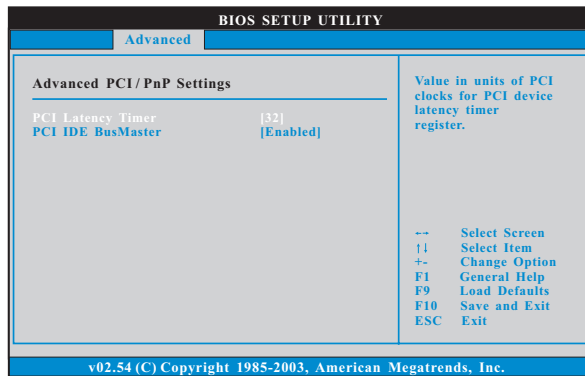 BIOS SETUP UTILITY
Advanced
Advanced PCI / PnP Settings
PCI Latency Timer [32]
PCI IDE BusMaster [Enabled]
Value in units of PCI
clocks for PCI device
latency timer
register.
←→ Select Screen
↑↓ Select Item
+- Change Option
F1 General Help
F9 Load Defaults
F10 Save and Exit
ESC Exit
v02.54 (C) Copyright 1985-2003, American Megatrends, Inc.